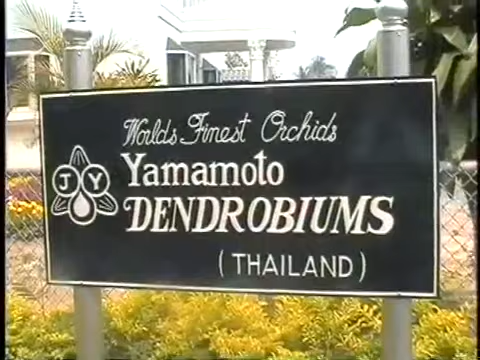 Worlds Finest Orchids
JY
Yamamoto
DENDROBIUMS
(THAILAND)